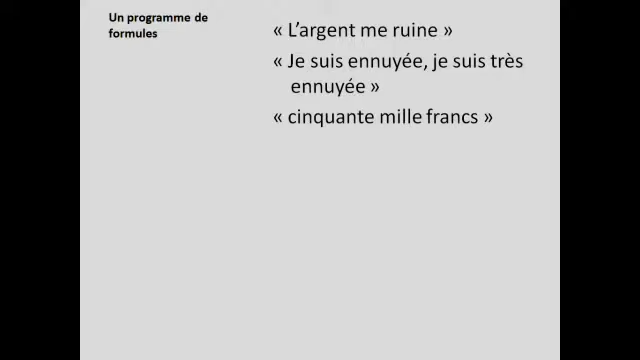 Un programme de
formules
« L’argent me ruine »
« Je suis ennuyée, je suis très
ennuyée »
« cinquante mille francs »